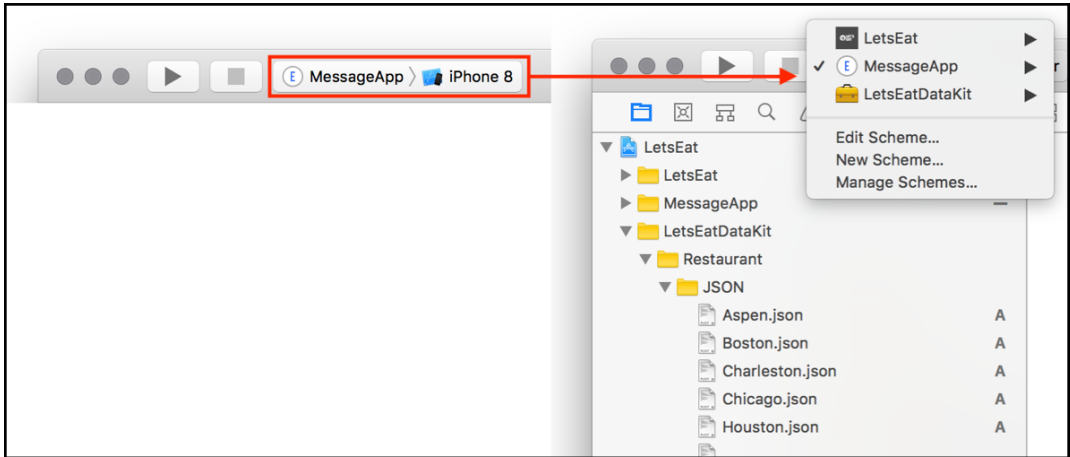 MessageApp
iPhone 8
LetsEat
MessageApp
LetsEatDataKit
Edit Scheme...
New Scheme...
Manage Schemes...
LetsEat
LetsEat
MessageApp
LetsEatDataKit
Restaurant
JSON
Aspen.json A
Boston.json A
Charleston.json A
Chicago.json A
Houston.json A